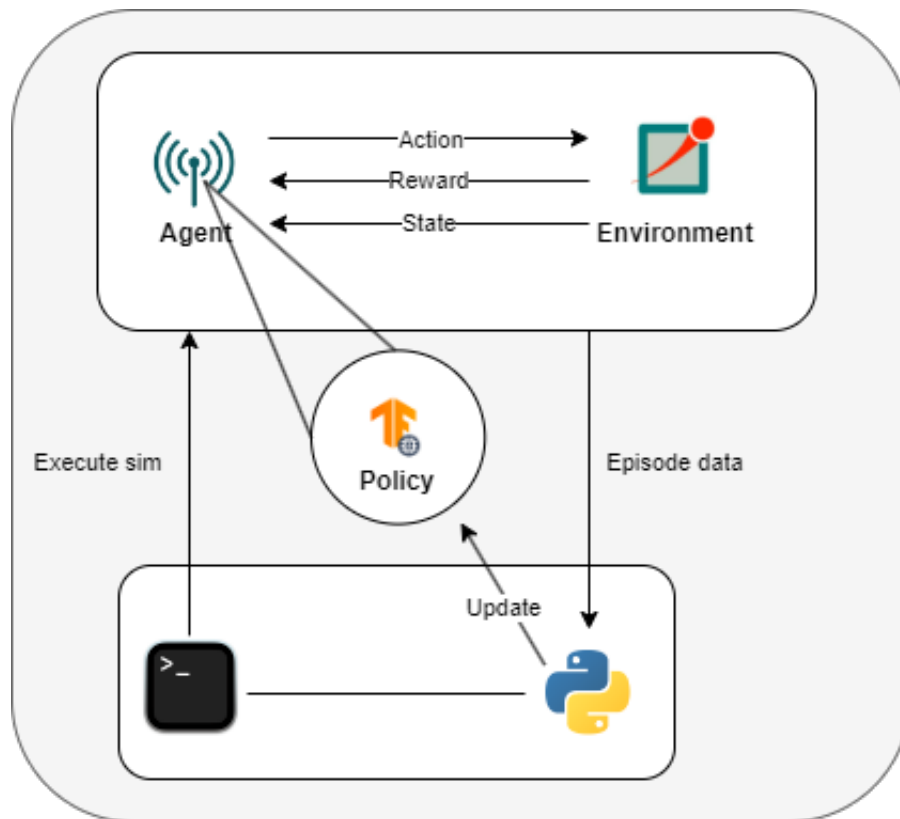 Action
Reward
State
Agent
Environment
Execute sim
Episode data
Policy
Update
>_